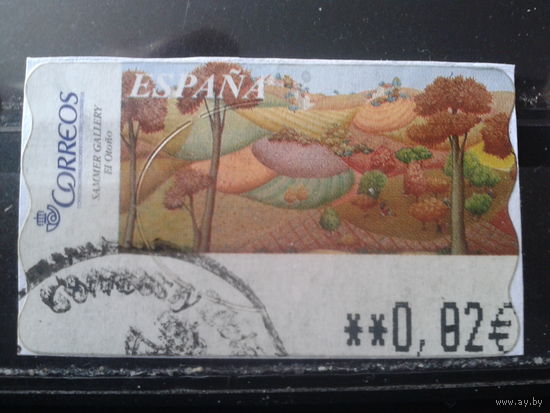 ESPAÑA
CORREOS
SAMMER GALLERY
El Otoño
**0,82€
www.ay.by